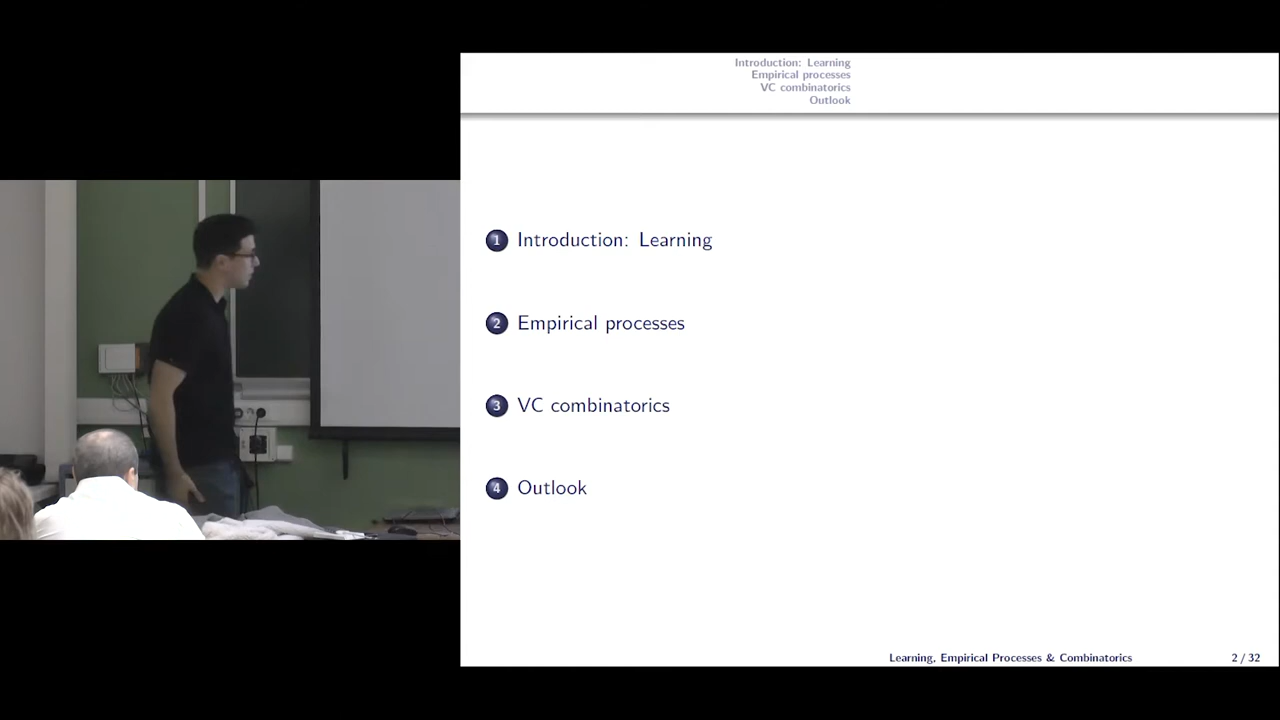 Introduction: Learning
Empirical processes
VC combinatorics
Outlook
1 Introduction: Learning
2 Empirical processes
3 VC combinatorics
4 Outlook
Learning, Empirical Processes & Combinatorics 2 / 32